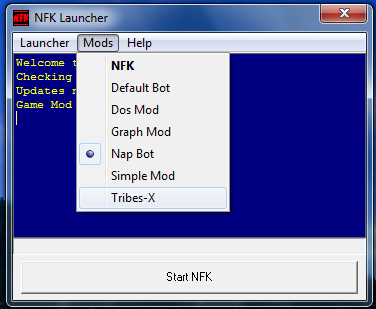 NFK NFK Launcher
Launcher Mods Help
Welcome t
Checking
Updates r
Game Mod
NFK
Default Bot
Dos Mod
Graph Mod
Nap Bot
Simple Mod
Tribes-X
Start NFK